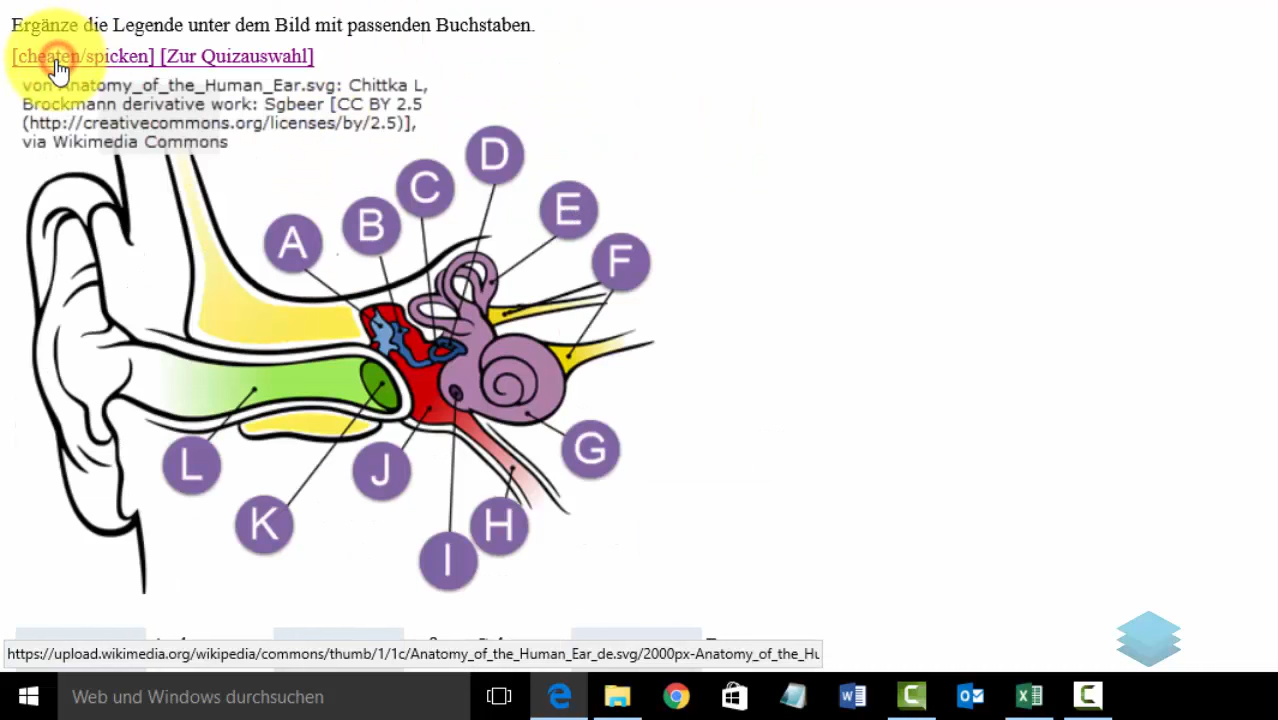 Ergänze die Legende unter dem Bild mit passenden Buchstaben.
[cheaten/spicken] [Zur Quizauswahl]
von Anatomy_of_the_Human_Ear.svg: Chittka L,
Brockmann derivative work: Sgbeer [CC BY 2.5
(http://creativecommons.org/licenses/by/2.5)],
via Wikimedia Commons
D
C
E
B
A
F
G
L
J
K
H
I
https://upload.wikimedia.org/wikipedia/commons/thumb/1/1c/Anatomy_of_the_Human_Ear_de.svg/2000px-Anatomy_of_the_Hu
Web und Windows durchsuchen